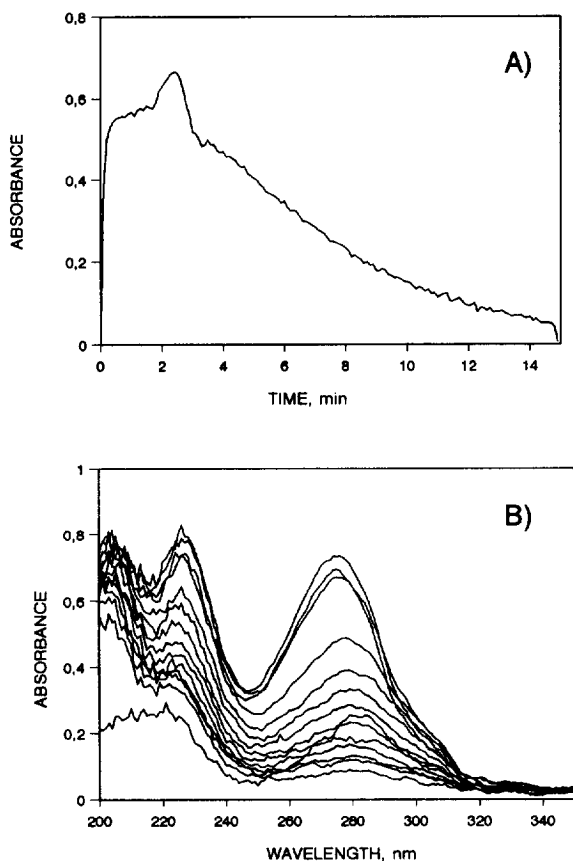 A)
0,8
0,6
0,4
0,2
0
ABSORBANCE
0 2 4 6 8 10 12 14
TIME, min
B)
1
0,8
0,6
0,4
0,2
0
ABSORBANCE
200 220 240 260 280 300 320 340
WAVELENGTH, nm